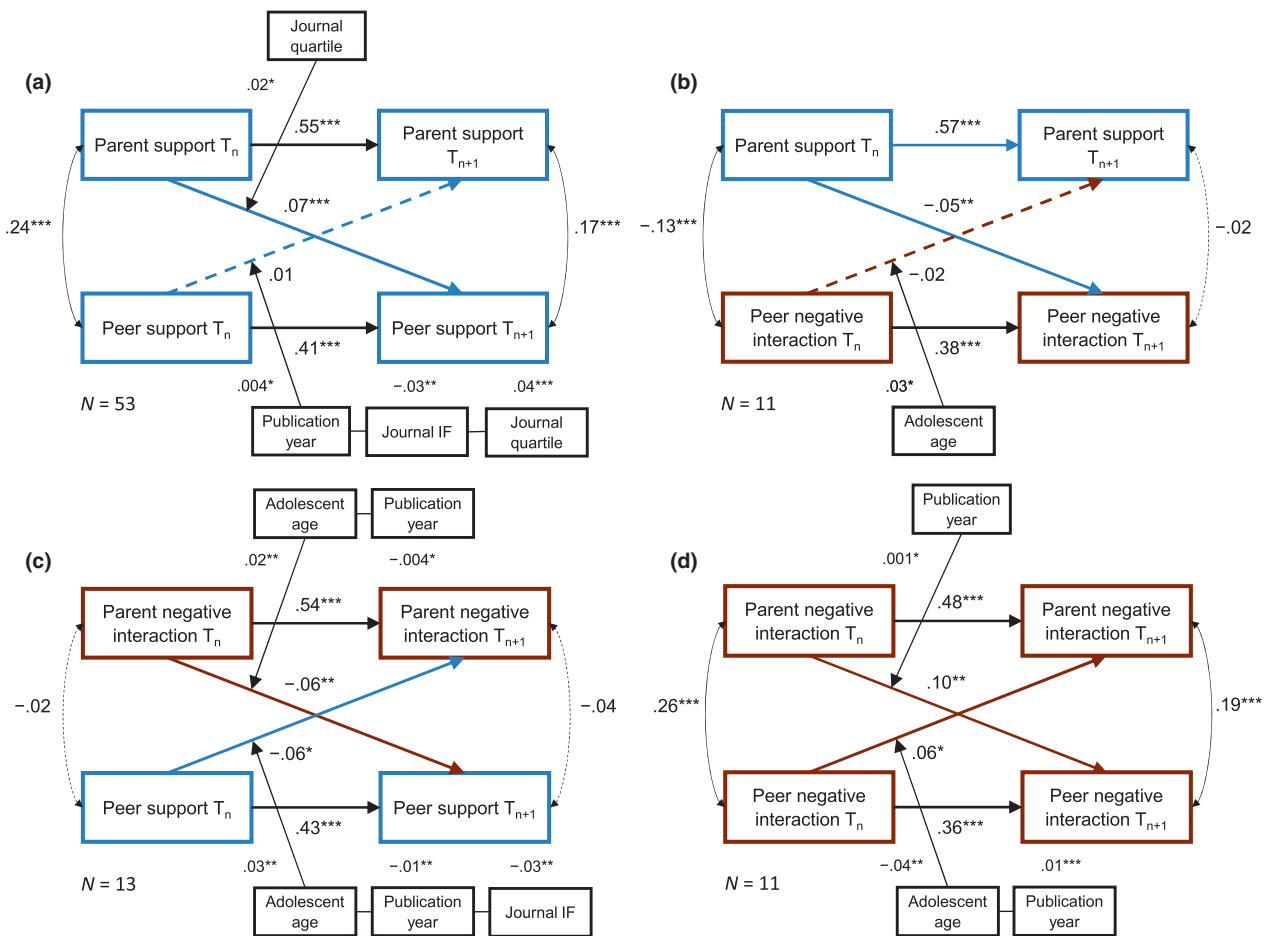 Journal
quartile
(a)
.02*
Parent support Tn
.55***
Parent support
Tn+1
.07***
.24***
.17***
.01
Peer support Tn
.41***
Peer support Tn+1
.004*
−.03**
.04***
N = 53
Publication
year
Journal IF
Journal
quartile
(b)
Parent support Tn
.57***
Parent support
Tn+1
−.05**
−.13***
−.02
−.02
Peer negative
interaction Tn
.38***
Peer negative
interaction Tn+1
.03*
N = 11
Adolescent
age
Adolescent
age
Publication
year
(c)
.02**
−.004*
Parent negative
interaction Tn
.54***
Parent negative
interaction Tn+1
−.06**
−.02
−.04
−.06*
Peer support Tn
.43***
Peer support Tn+1
.03**
−.01**
−.03**
N = 13
Adolescent
age
Publication
year
Journal IF
Publication
year
(d)
.001*
Parent negative
interaction Tn
.48***
Parent negative
interaction Tn+1
.10**
.26***
.19***
.06*
Peer negative
interaction Tn
.36***
Peer negative
interaction Tn+1
−.04**
.01***
N = 11
Adolescent
age
Publication
year